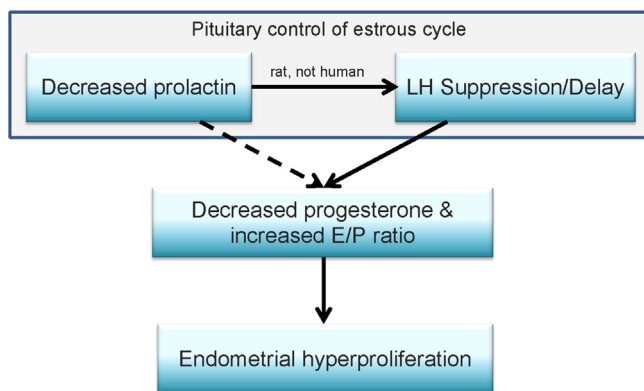 Pituitary control of estrous cycle
Decreased prolactin
rat, not human
LH Suppression/Delay
Decreased progesterone &
increased E/P ratio
Endometrial hyperproliferation